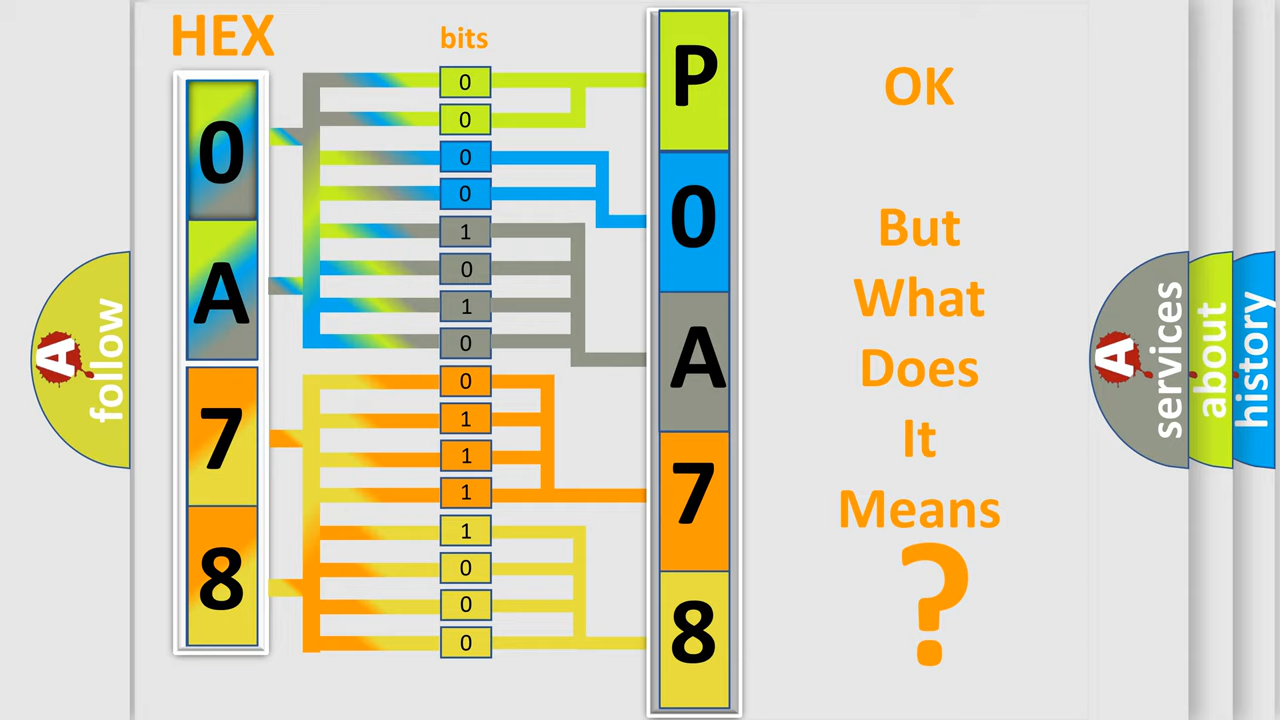 HEX
bits
0
A
7
8
0
0
0
0
1
0
1
0
0
1
1
1
1
0
0
0
P
0
A
7
8
OK
But
What
Does
It
Means
?
A
follow
A
services
about
history